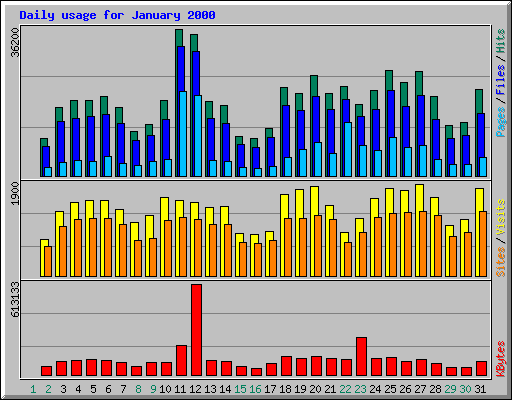 Daily usage for January 2000
36200
Pages / Files / Hits
1900
Sites / Visits
613133
KBytes
1 2 3 4 5 6 7 8 9 10 11 12 13 14 15 16 17 18 19 20 21 22 23 24 25 26 27 28 29 30 31